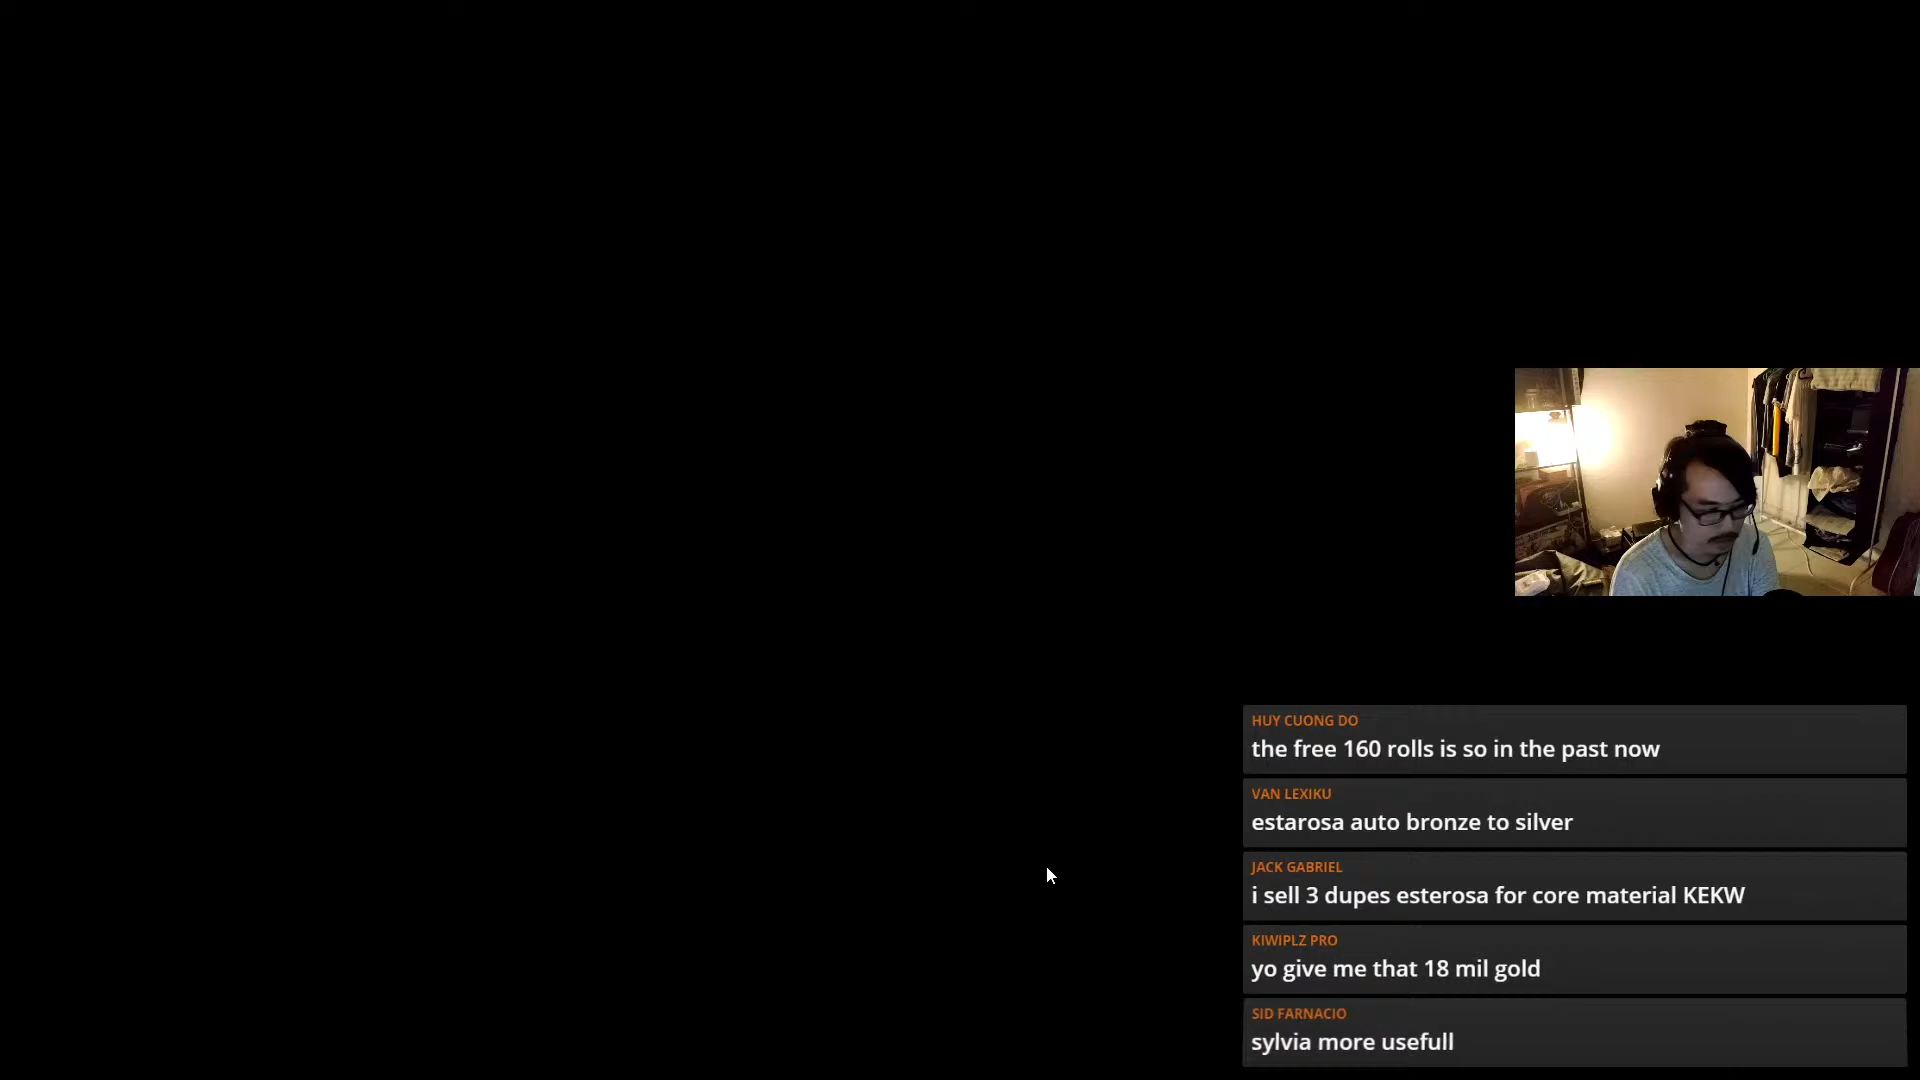 HUY CUONG DO
the free 160 rolls is so in the past now
VAN LEXIKU
estarosa auto bronze to silver
JACK GABRIEL
i sell 3 dupes esterosa for core material KEKW
KIWIPLZ PRO
yo give me that 18 mil gold
SID FARNACIO
sylvia more usefull